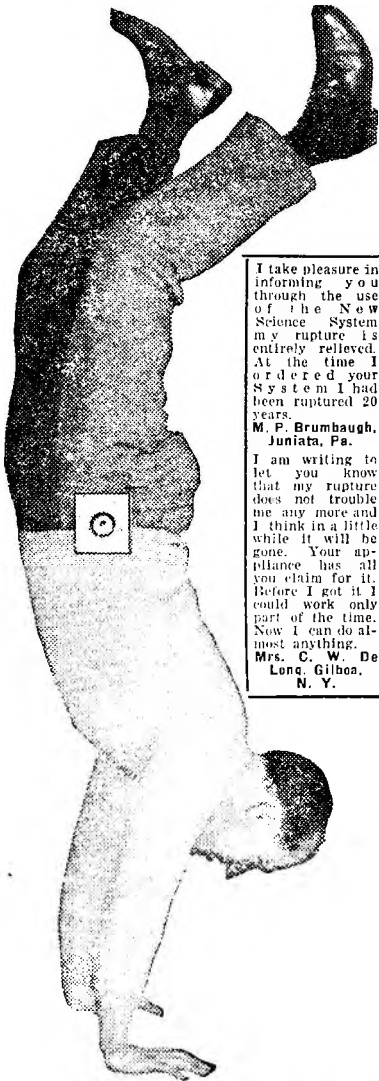 I take pleasure in
informing you
through the use
of the New
Science System
my rupture is
entirely relieved.
At the time I
ordered your
System I had
been ruptured 20
years.
M. P. Brumbaugh,
Juniata, Pa.
I am writing to
let you know
that my rupture
does not trouble
me any more and
I think in a little
while it will be
gone. Your ap-
pliance has all
you claim for it.
Before I got it I
could work only
part of the time.
Now I can do al-
most anything.
Mrs. C. W. De
Long, Gilboa,
N. Y.